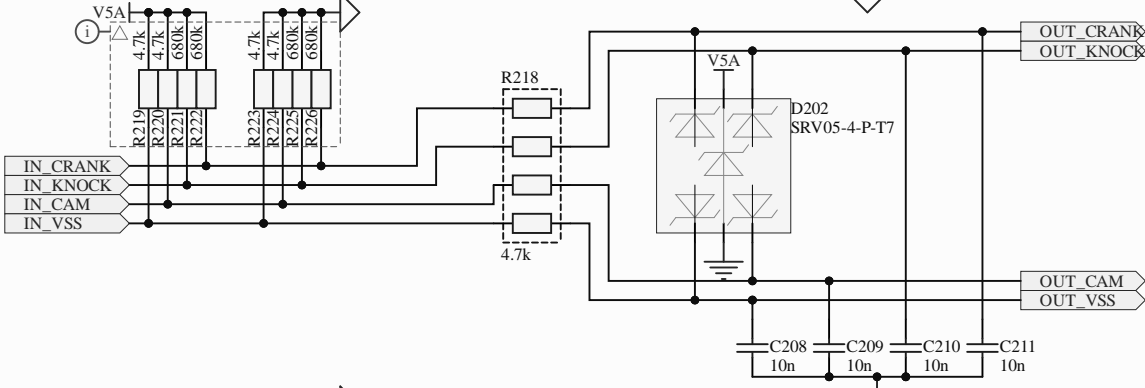 V5A
i
4.7k
4.7k
680k
680k
4.7k
4.7k
680k
680k
R219
R220
R221
R222
R223
R224
R225
R226
IN_CRANK
IN_KNOCK
IN_CAM
IN_VSS
R218
4.7k
V5A
D202
SRV05-4-P-T7
OUT_CRANK
OUT_KNOCK
OUT_CAM
OUT_VSS
C208
10n
C209
10n
C210
10n
C211
10n